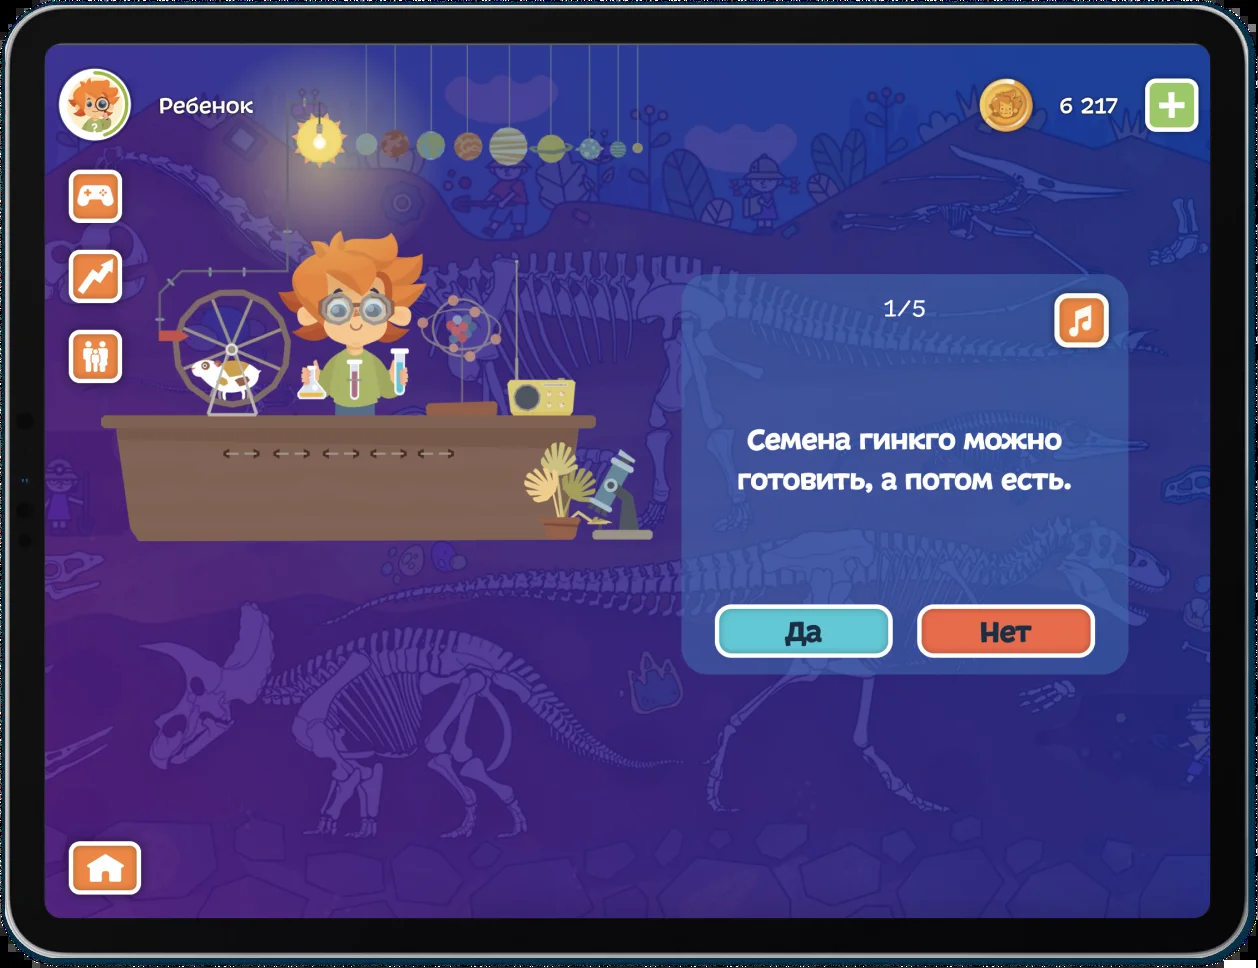 Ребенок
6 217
1/5
Семена гинкго можно
готовить, а потом есть.
Да
Нет